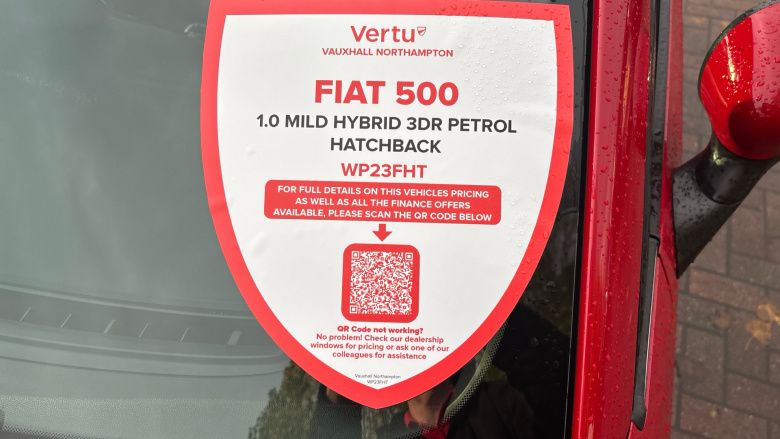 Vertu
VAUXHALL NORTHAMPTON
FIAT 500
1.0 MILD HYBRID 3DR PETROL
HATCHBACK
WP23FHT
FOR FULL DETAILS ON THIS VEHICLES PRICING
AS WELL AS ALL THE FINANCE OFFERS
AVAILABLE, PLEASE SCAN THE QR CODE BELOW
QR Code not working?
No problem! Check our dealership
windows for pricing or ask one of our
colleagues for assistance
Vauxhall Northampton
WP23FHT